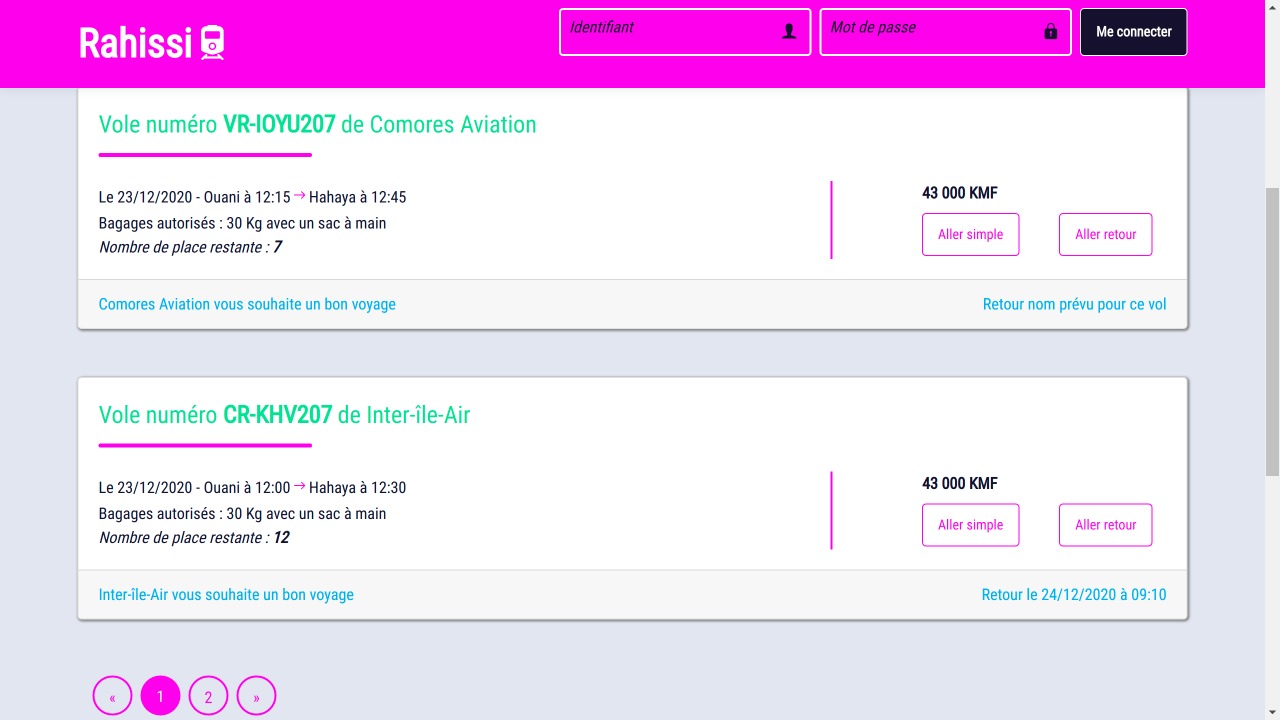 Rahissi
Identifiant
Mot de passe
Me connecter
Vole numéro VR-IOYU207 de Comores Aviation
Le 23/12/2020 - Ouani à 12:15 → Hahaya à 12:45
Bagages autorisés : 30 Kg avec un sac à main
Nombre de place restante : 7
43 000 KMF
Aller simple
Aller retour
Comores Aviation vous souhaite un bon voyage
Retour nom prévu pour ce vol
Vole numéro CR-KHV207 de Inter-île-Air
Le 23/12/2020 - Ouani à 12:00 → Hahaya à 12:30
Bagages autorisés : 30 Kg avec un sac à main
Nombre de place restante : 12
43 000 KMF
Aller simple
Aller retour
Inter-île-Air vous souhaite un bon voyage
Retour le 24/12/2020 à 09:10
« 1 2 »